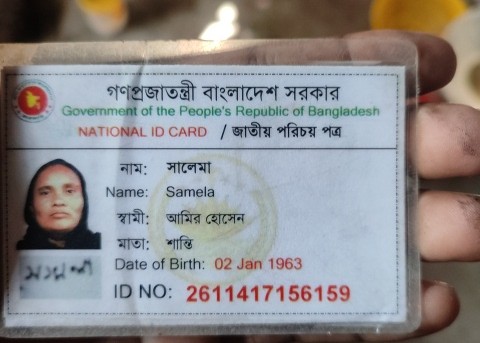 গণপ্রজাতন্ত্রী বাংলাদেশ সরকার
Government of the People's Republic of Bangladesh
NATIONAL ID CARD / জাতীয় পরিচয় পত্র
নাম: সালেমা
Name: Samela
স্বামী: আমির হোসেন
মাতা: শান্তি
Date of Birth: 02 Jan 1963
ID NO: 2611417156159